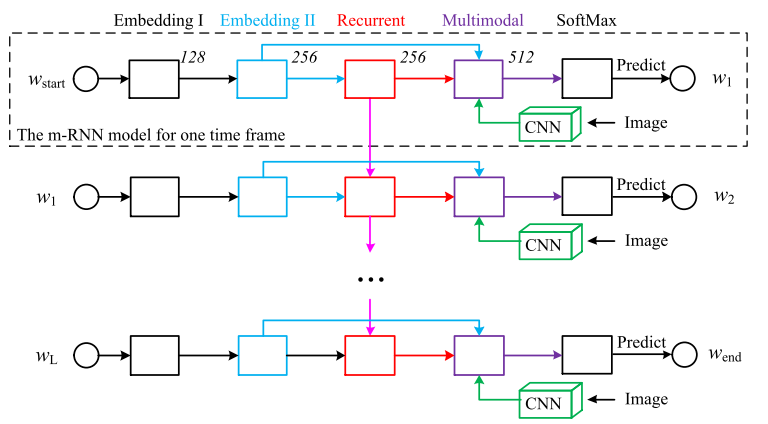 Embedding I Embedding II Recurrent Multimodal SoftMax
128 256 256 512
w_start Predict w_1
CNN Image
The m-RNN model for one time frame
w_1 Predict w_2
CNN Image
...
w_L Predict w_end
CNN Image